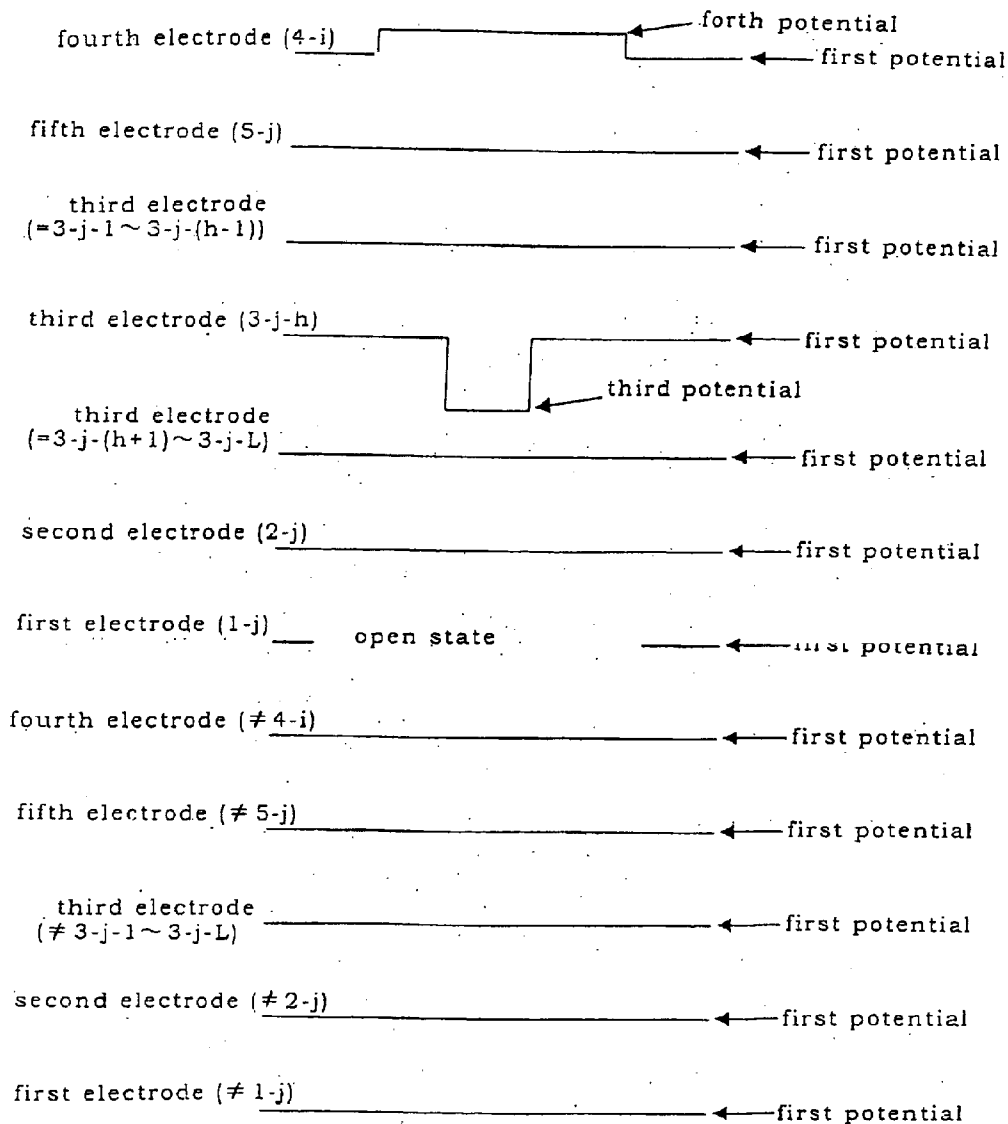 forth potential
fourth electrode (4-i)
first potential
fifth electrode (5-j)
first potential
third electrode
(=3-j-1~3-j-(h-1))
first potential
third electrode (3-j-h)
first potential
third potential
third electrode
(=3-j-(h+1)~3-j-L)
first potential
second electrode (2-j)
first potential
first electrode (1-j)
open state
first potential
fourth electrode (≠4-i)
first potential
fifth electrode (≠5-j)
first potential
third electrode
(≠3-j-1~3-j-L)
first potential
second electrode (≠2-j)
first potential
first electrode (≠1-j)
first potential